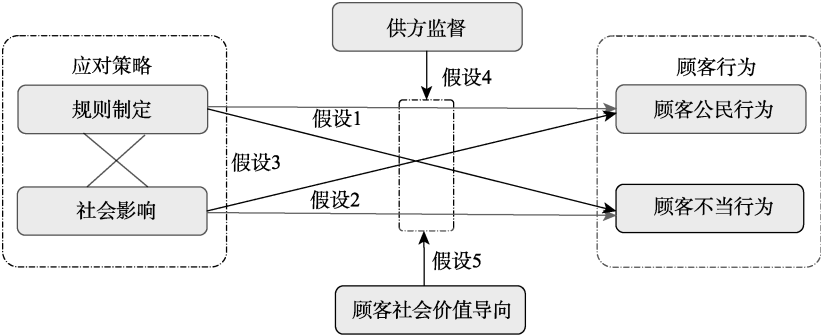 供方监督
应对策略
假设4
顾客行为
规则制定
假设1
顾客公民行为
假设3
社会影响
假设2
顾客不当行为
假设5
顾客社会价值导向